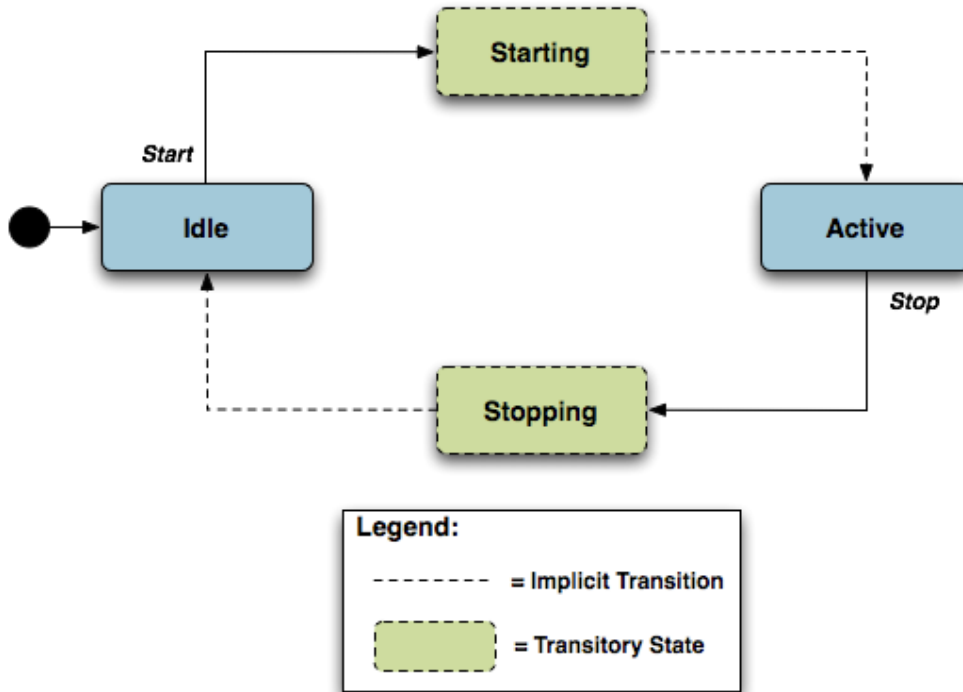 Starting
Start
Idle
Active
Stop
Stopping
Legend:
= Implicit Transition
= Transitory State